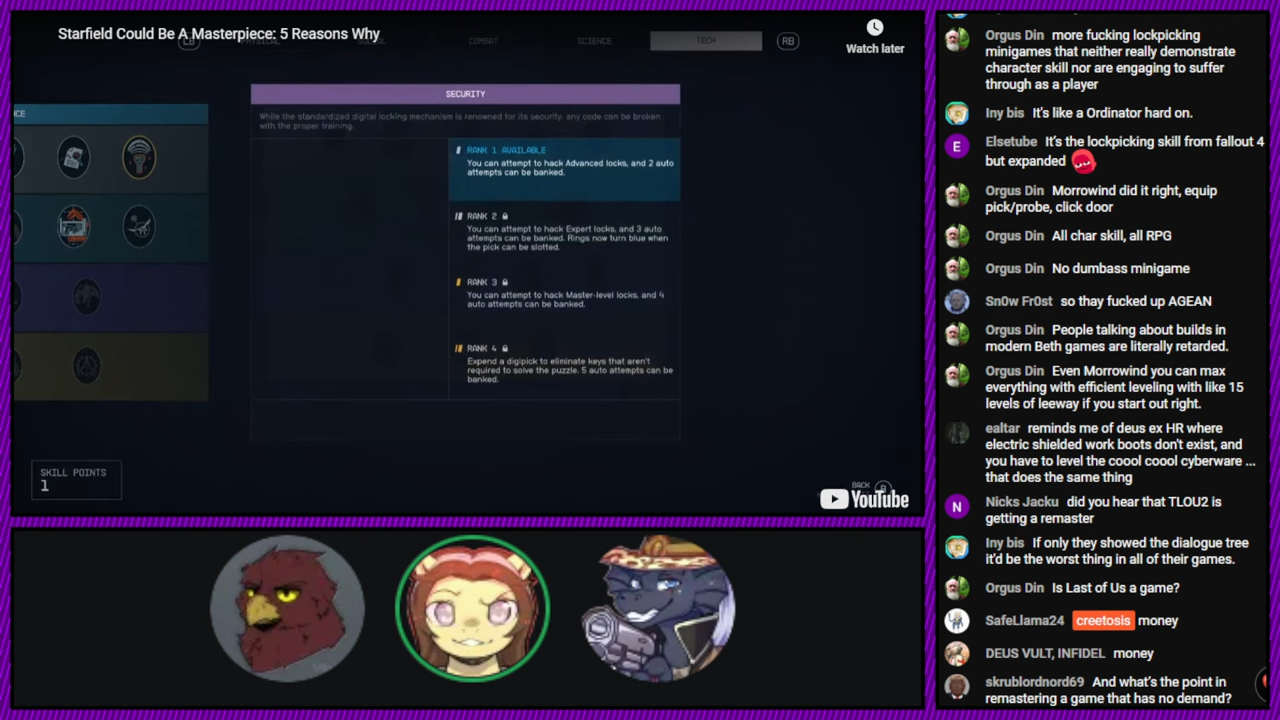 Starfield Could Be A Masterpiece: 5 Reasons Why
Watch later
COMBAT
SCIENCE
TECH
RB
SECURITY
While the standardized digital locking mechanism is renowned for its security, any code can be broken
with the proper training.
RANK 1 AVAILABLE
You can attempt to hack Advanced locks, and 2 auto
attempts can be banked.
RANK 2
You can attempt to hack Expert locks, and 3 auto
attempts can be banked. Rings now turn blue when
the pick can be slotted.
RANK 3
You can attempt to hack Master-level locks, and 4
auto attempts can be banked.
RANK 4
Expend a digipick to eliminate keys that aren't
required to solve the puzzle. 5 auto attempts can be
banked.
SKILL POINTS
1
BACK
YouTube
Orgus Din more fucking lockpicking
minigames that neither really demonstrate
character skill nor are engaging to suffer
through as a player
Iny bis It's like a Ordinator hard on.
E
Elsetube It's the lockpicking skill from fallout 4
but expanded
Orgus Din Morrowind did it right, equip
pick/probe, click door
Orgus Din All char skill, all RPG
Orgus Din No dumbass minigame
Sn0w Fr0st so thay fucked up AGEAN
Orgus Din People talking about builds in
modern Beth games are literally retarded.
Orgus Din Even Morrowind you can max
everything with efficient leveling with like 15
levels of leeway if you start out right.
ealtar reminds me of deus ex HR where
electric shielded work boots don't exist, and
you have to level the coool coool cyberware ...
that does the same thing
N
Nicks Jacku did you hear that TLOU2 is
getting a remaster
Iny bis If only they showed the dialogue tree
it'd be the worst thing in all of their games.
Orgus Din Is Last of Us a game?
SafeLlama24 creetosis money
DEUS VULT, INFIDEL money
skrublordnord69 And what's the point in
remastering a game that has no demand?